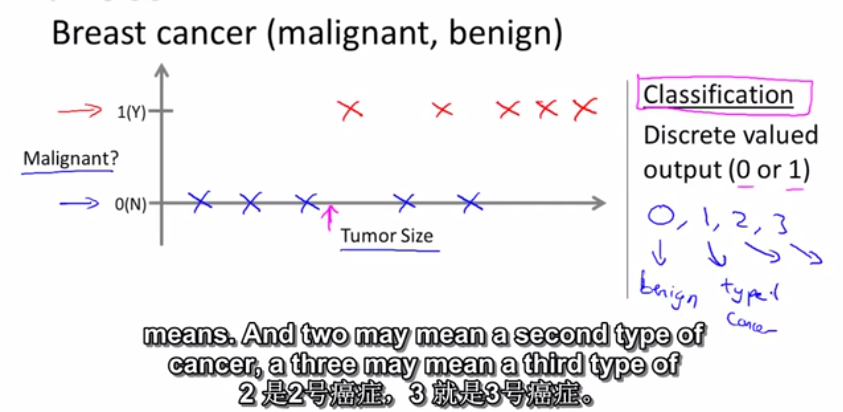 Breast cancer (malignant, benign)
1(Y)
Malignant?
0(N)
Tumor Size
Classification
Discrete valued
output (0 or 1)
0, 1, 2, 3
benign
type 1
cancer
means. And two may mean a second type of
cancer, a three may mean a third type of
2 是2号癌症，3 就是3号癌症。